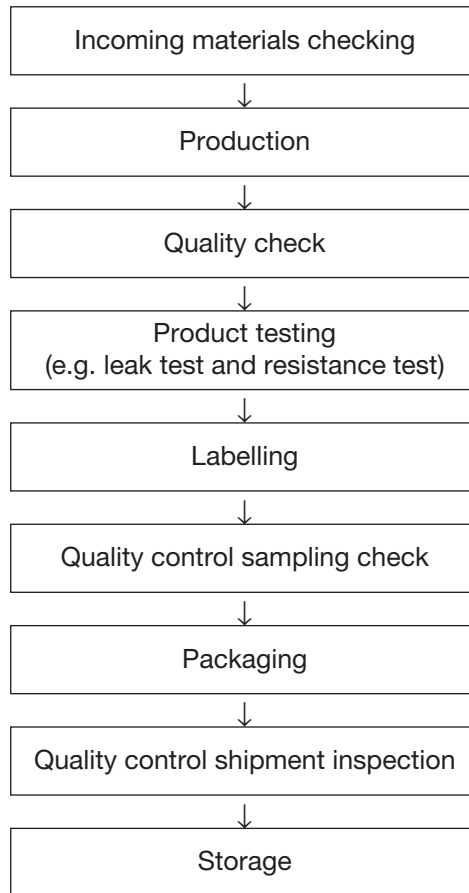 Incoming materials checking
↓
Production
↓
Quality check
↓
Product testing
(e.g. leak test and resistance test)
↓
Labelling
↓
Quality control sampling check
↓
Packaging
↓
Quality control shipment inspection
↓
Storage